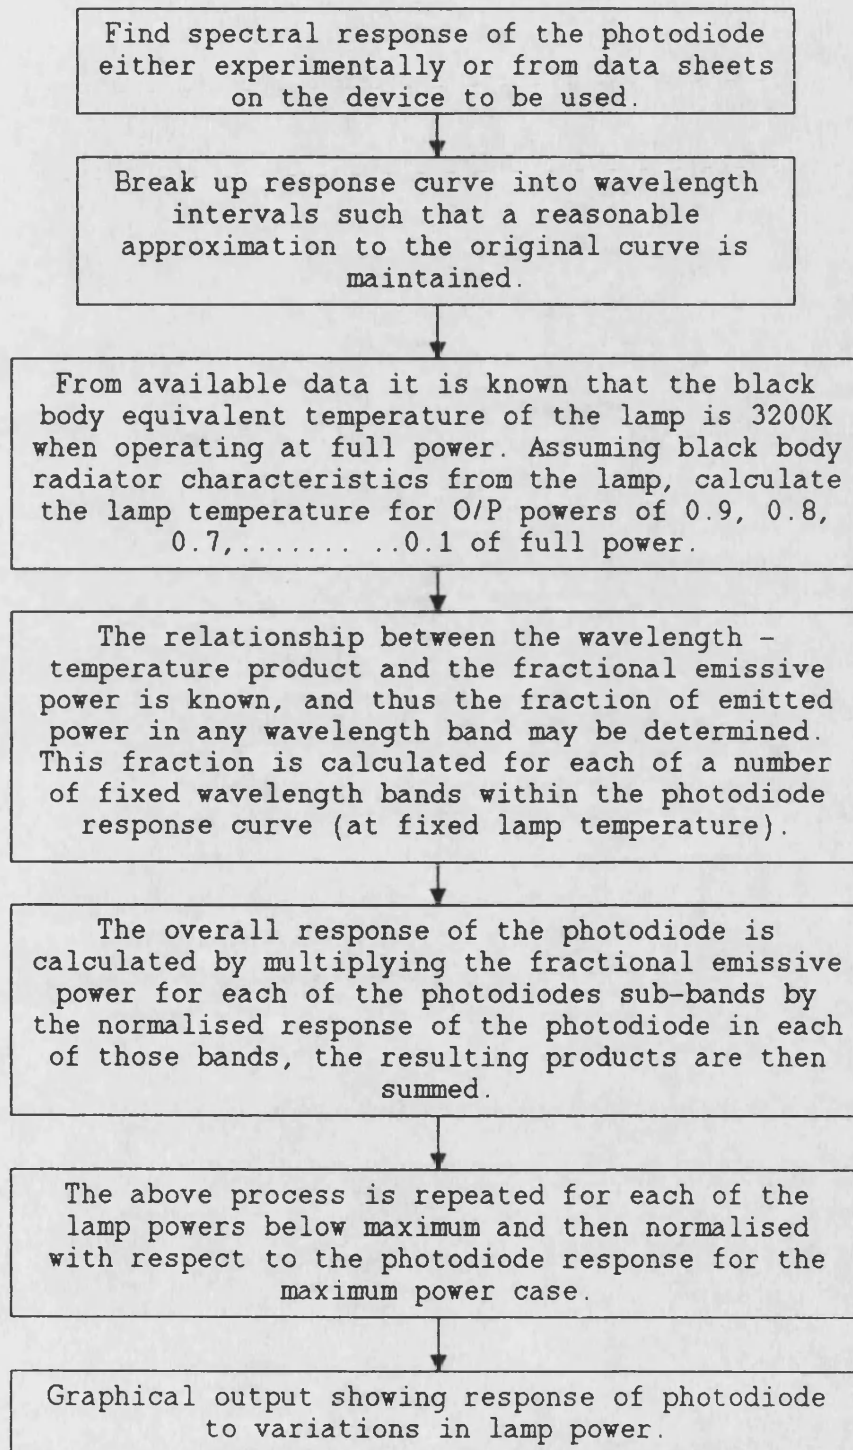 Find spectral response of the photodiode
either experimentally or from data sheets
on the device to be used.
Break up response curve into wavelength
intervals such that a reasonable
approximation to the original curve is
maintained.
From available data it is known that the black
body equivalent temperature of the lamp is 3200K
when operating at full power. Assuming black body
radiator characteristics from the lamp, calculate
the lamp temperature for O/P powers of 0.9, 0.8,
0.7,....... ..0.1 of full power.
The relationship between the wavelength –
temperature product and the fractional emissive
power is known, and thus the fraction of emitted
power in any wavelength band may be determined.
This fraction is calculated for each of a number
of fixed wavelength bands within the photodiode
response curve (at fixed lamp temperature).
The overall response of the photodiode is
calculated by multiplying the fractional emissive
power for each of the photodiodes sub-bands by
the normalised response of the photodiode in each
of those bands, the resulting products are then
summed.
The above process is repeated for each of the
lamp powers below maximum and then normalised
with respect to the photodiode response for the
maximum power case.
Graphical output showing response of photodiode
to variations in lamp power.